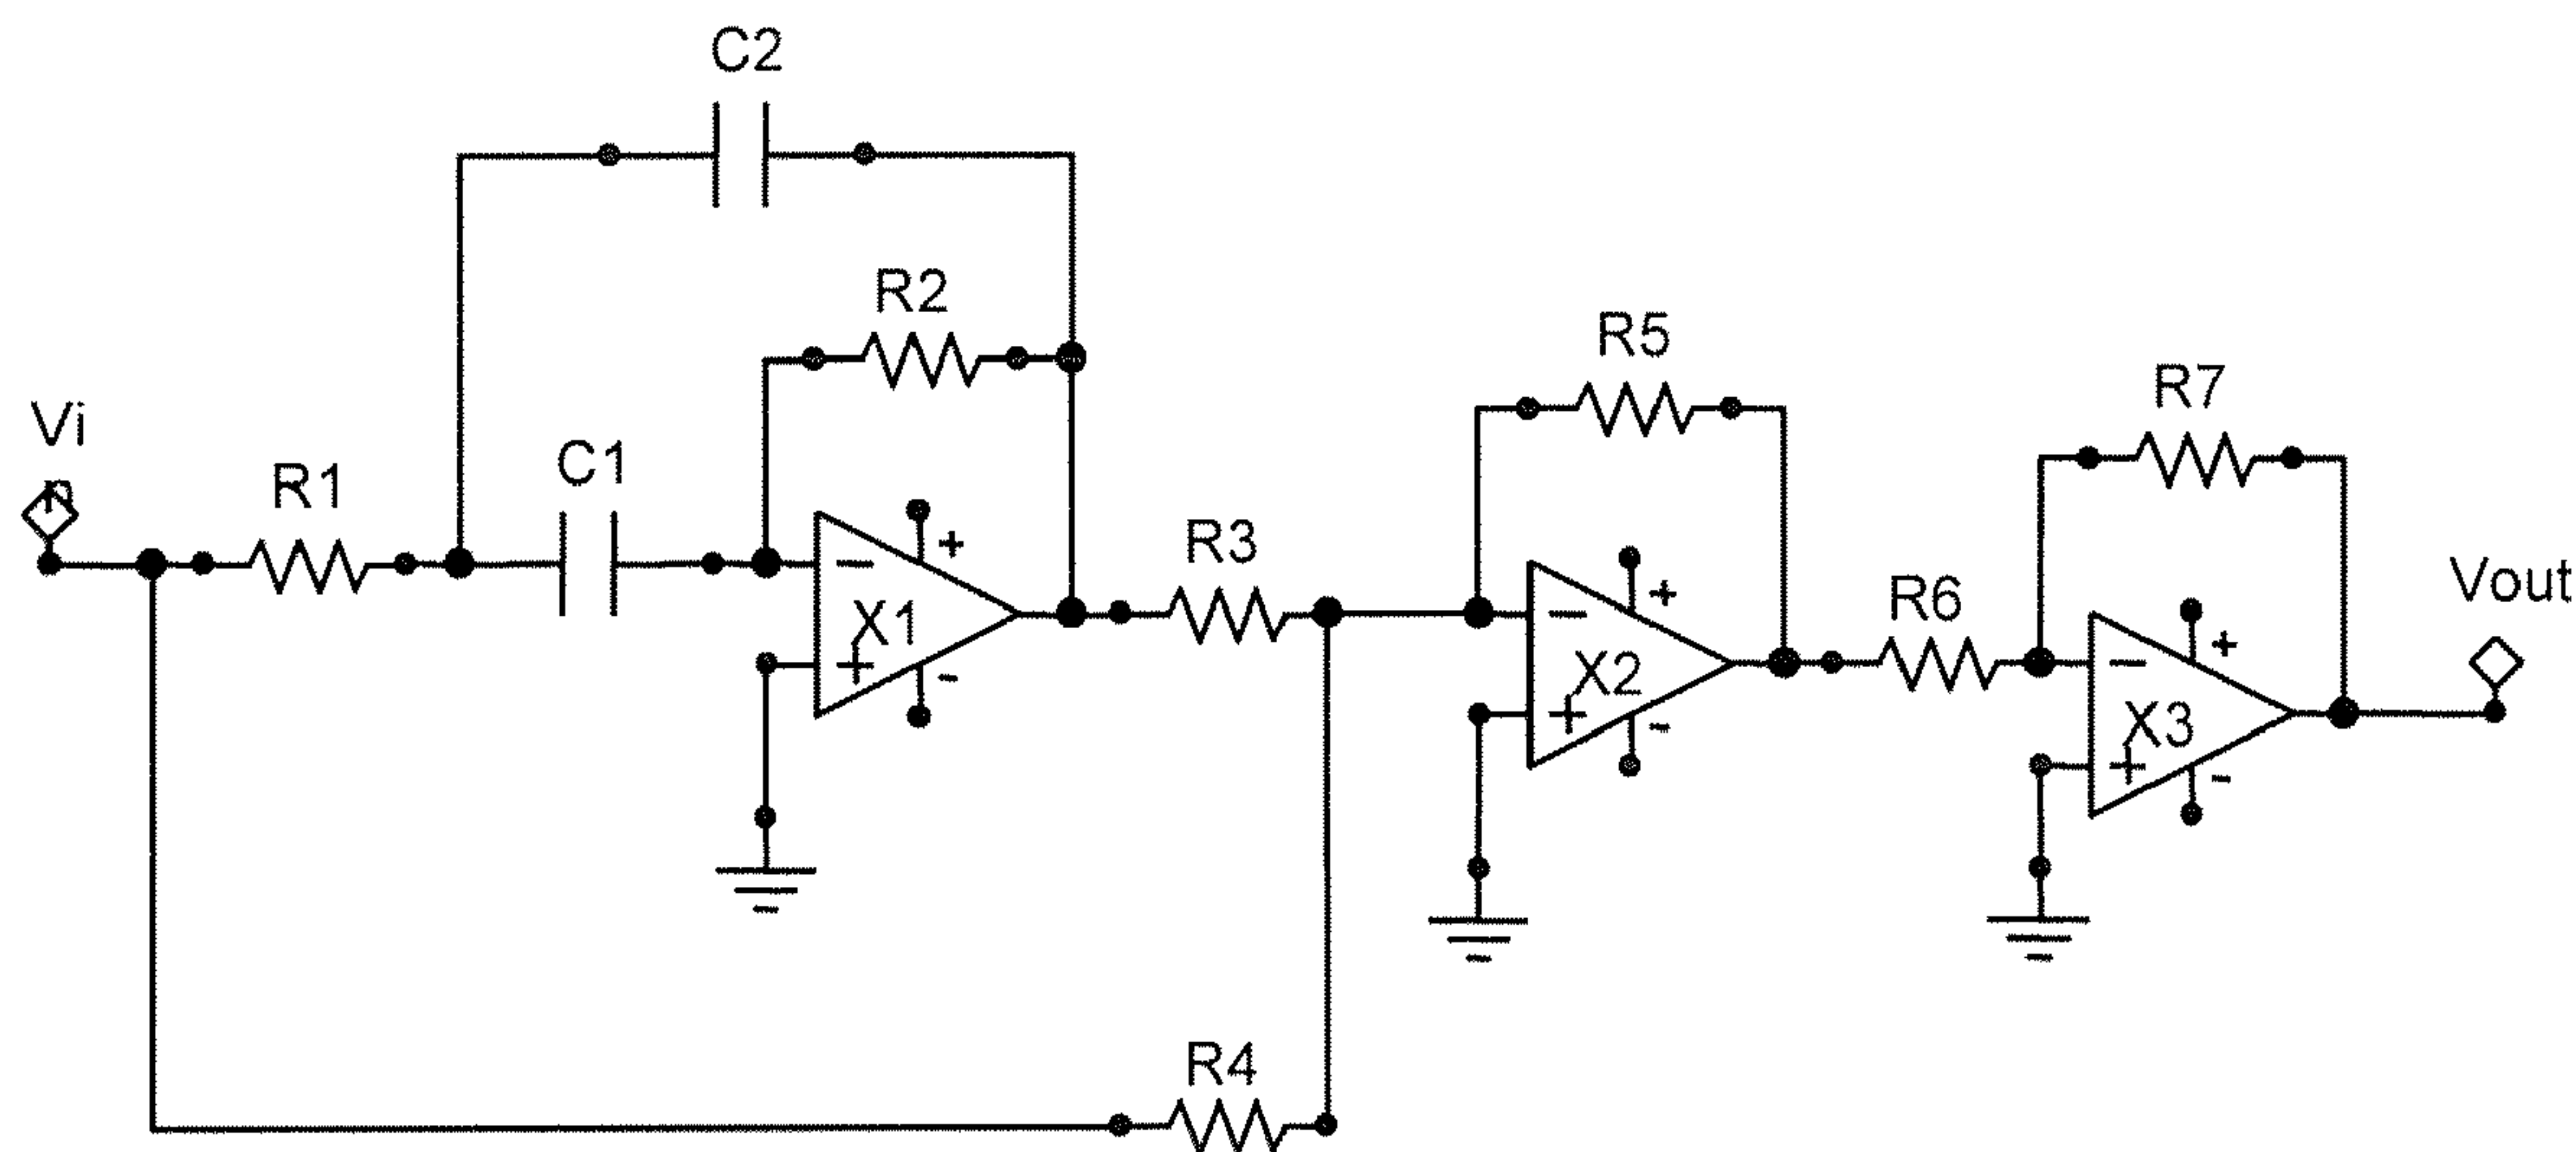 C2
R2
R5
R7
Vi
n
R1
C1
R3
R6
Vout
+
−
X1
+
-
+
−
X2
+
-
+
−
X3
+
-
R4